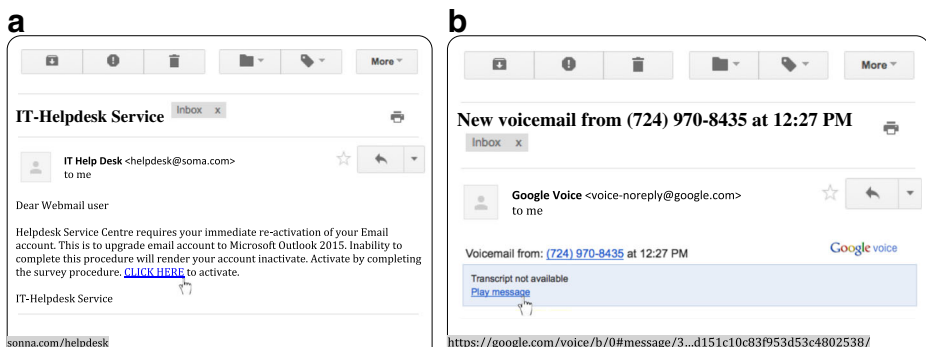 a
More
IT-Helpdesk Service
Inbox x
IT Help Desk <helpdesk@soma.com>
to me
Dear Webmail user
Helpdesk Service Centre requires your immediate re-activation of your Email
account. This is to upgrade email account to Microsoft Outlook 2015. Inability to
complete this procedure will render your account inactivate. Activate by completing
the survey procedure. CLICK HERE to activate.
IT-Helpdesk Service
sonna.com/helpdesk
b
More
New voicemail from (724) 970-8435 at 12:27 PM
Inbox x
Google Voice <voice-noreply@google.com>
to me
Google voice
Voicemail from: (724) 970-8435 at 12:27 PM
Transcript not available
Play message
https://google.com/voice/b/0#message/3...d151c10c83f953d53c4802538/